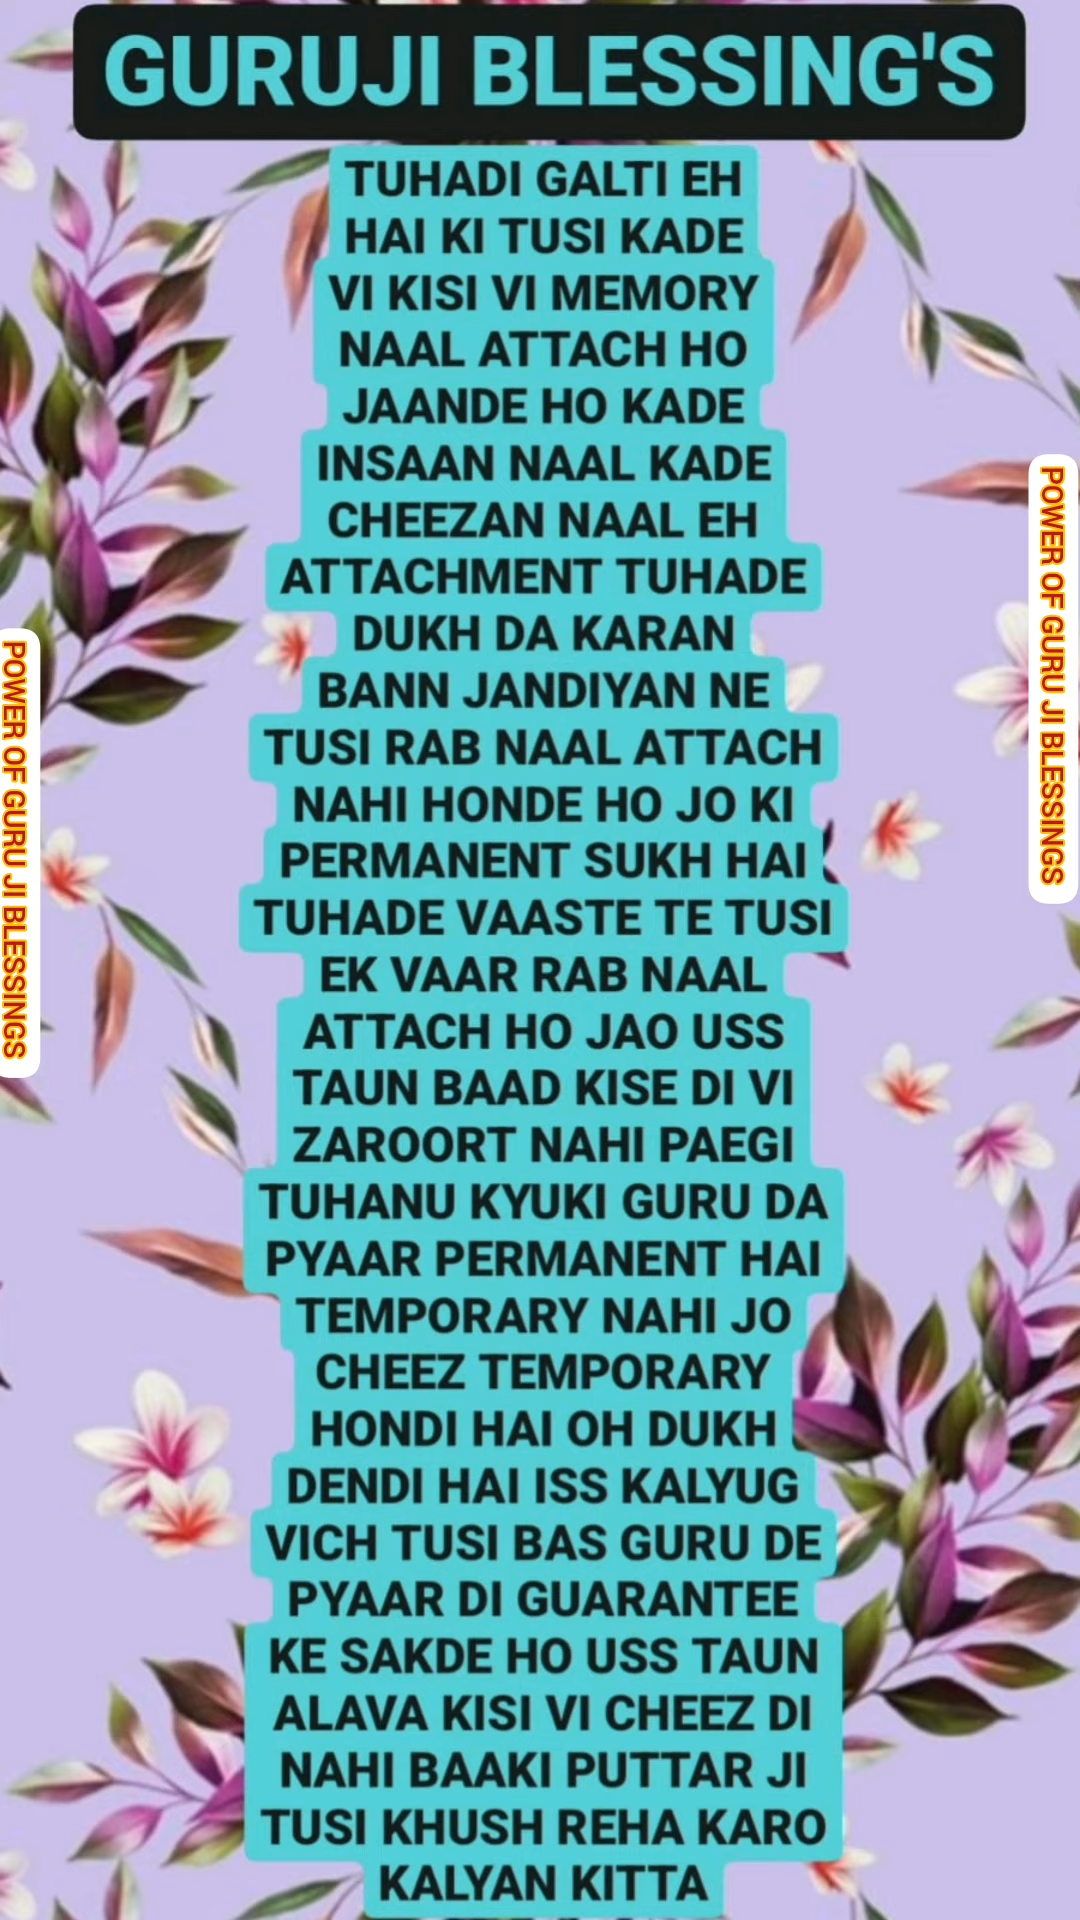 GURUJI BLESSING'S
TUHADI GALTI EH
HAI KI TUSI KADE
VI KISI VI MEMORY
NAAL ATTACH HO
JAANDE HO KADE
INSAAN NAAL KADE
CHEEZAN NAAL EH
ATTACHMENT TUHADE
DUKH DA KARAN
BANN JANDIYAN NE
TUSI RAB NAAL ATTACH
NAHI HONDE HO JO KI
PERMANENT SUKH HAI
TUHADE VAASTE TE TUSI
EK VAAR RAB NAAL
ATTACH HO JAO USS
TAUN BAAD KISE DI VI
ZAROORT NAHI PAEGI
TUHANU KYUKI GURU DA
PYAAR PERMANENT HAI
TEMPORARY NAHI JO
CHEEZ TEMPORARY
HONDI HAI OH DUKH
DENDI HAI ISS KALYUG
VICH TUSI BAS GURU DE
PYAAR DI GUARANTEE
KE SAKDE HO USS TAUN
ALAVA KISI VI CHEEZ DI
NAHI BAAKI PUTTAR JI
TUSI KHUSH REHA KARO
KALYAN KITTA
POWER OF GURU JI BLESSINGS
POWER OF GURU JI BLESSINGS